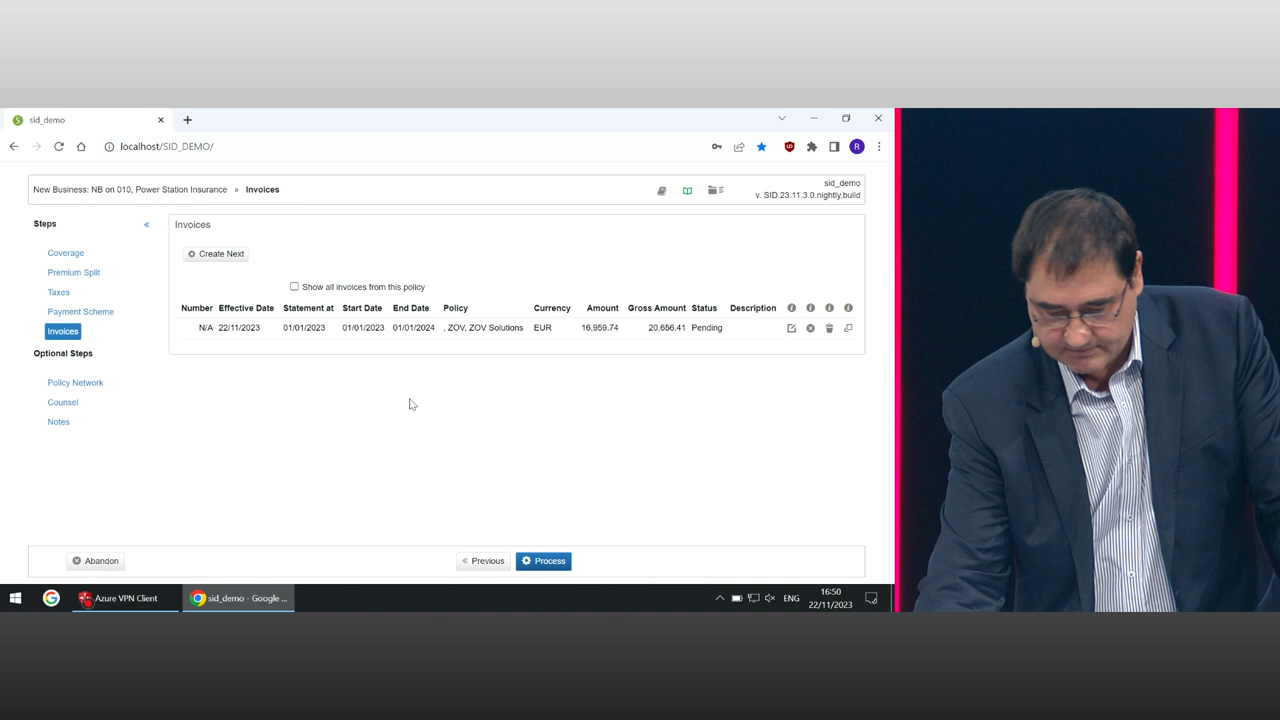 sid_demo
localhost/SID_DEMO/
R
New Business: NB on 010, Power Station Insurance » Invoices
sid_demo
v. SID.23.11.3.0.nightly.build
Steps «
Coverage
Premium Split
Taxes
Payment Scheme
Invoices
Optional Steps
Policy Network
Counsel
Notes
Invoices
Create Next
Show all invoices from this policy
Number Effective Date Statement at Start Date End Date Policy Currency Amount Gross Amount Status Description
N/A 22/11/2023 01/01/2023 01/01/2023 01/01/2024 , ZOV, ZOV Solutions EUR 16,959.74 20,656.41 Pending
Abandon
« Previous
Process
Azure VPN Client
sid_demo - Google ...
ENG
16:50
22/11/2023